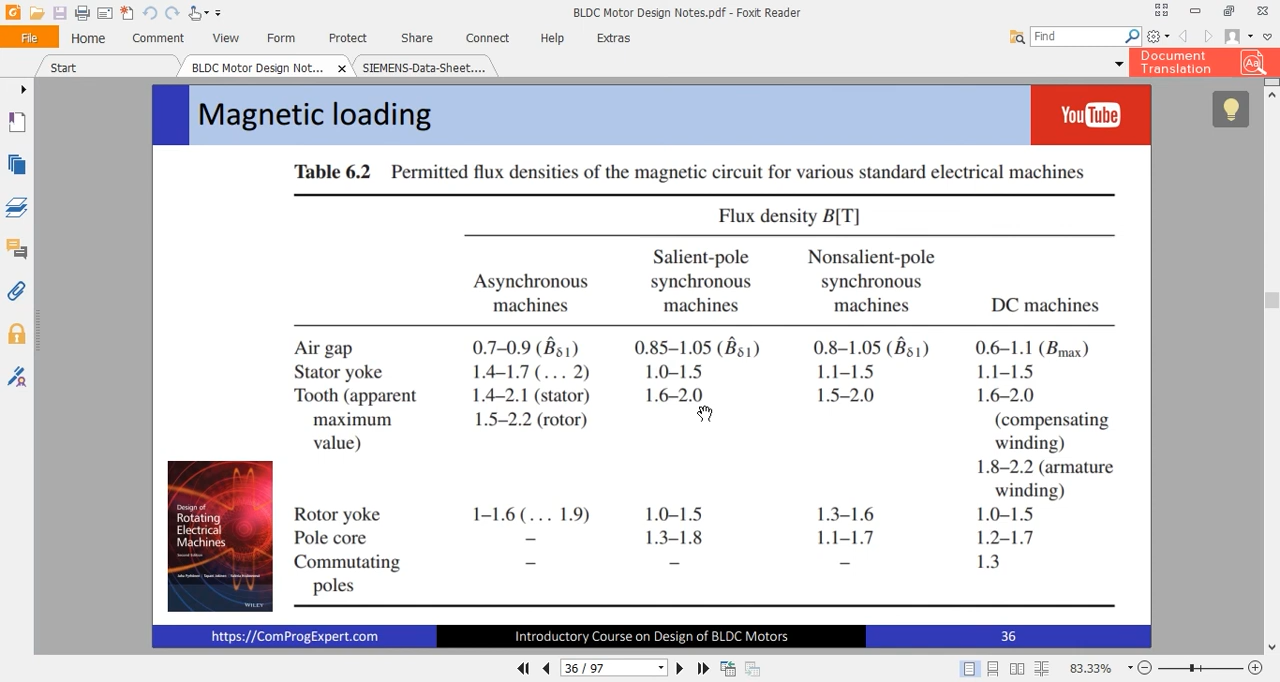 BLDC Motor Design Notes.pdf - Foxit Reader
File Home Comment View Form Protect Share Connect Help Extras Find
Start BLDC Motor Design Not... SIEMENS-Data-Sheet....
Document
Translation
Magnetic loading
YouTube
Table 6.2 Permitted flux densities of the magnetic circuit for various standard electrical machines
Flux density B[T]
Asynchronous machines
Salient-pole synchronous machines
Nonsalient-pole synchronous machines
DC machines
Air gap 0.7–0.9 (B̂δ1) 0.85–1.05 (B̂δ1) 0.8–1.05 (B̂δ1) 0.6–1.1 (Bmax)
Stator yoke 1.4–1.7 (... 2) 1.0–1.5 1.1–1.5 1.1–1.5
Tooth (apparent 1.4–2.1 (stator) 1.6–2.0 1.5–2.0 1.6–2.0
maximum 1.5–2.2 (rotor) (compensating
value) winding)
1.8–2.2 (armature
winding)
Rotor yoke 1–1.6 (... 1.9) 1.0–1.5 1.3–1.6 1.0–1.5
Pole core – 1.3–1.8 1.1–1.7 1.2–1.7
Commutating – – – 1.3
poles
Design of
Rotating
Electrical
Machines
WILEY
https://ComProgExpert.com Introductory Course on Design of BLDC Motors 36
36 / 97 83.33%